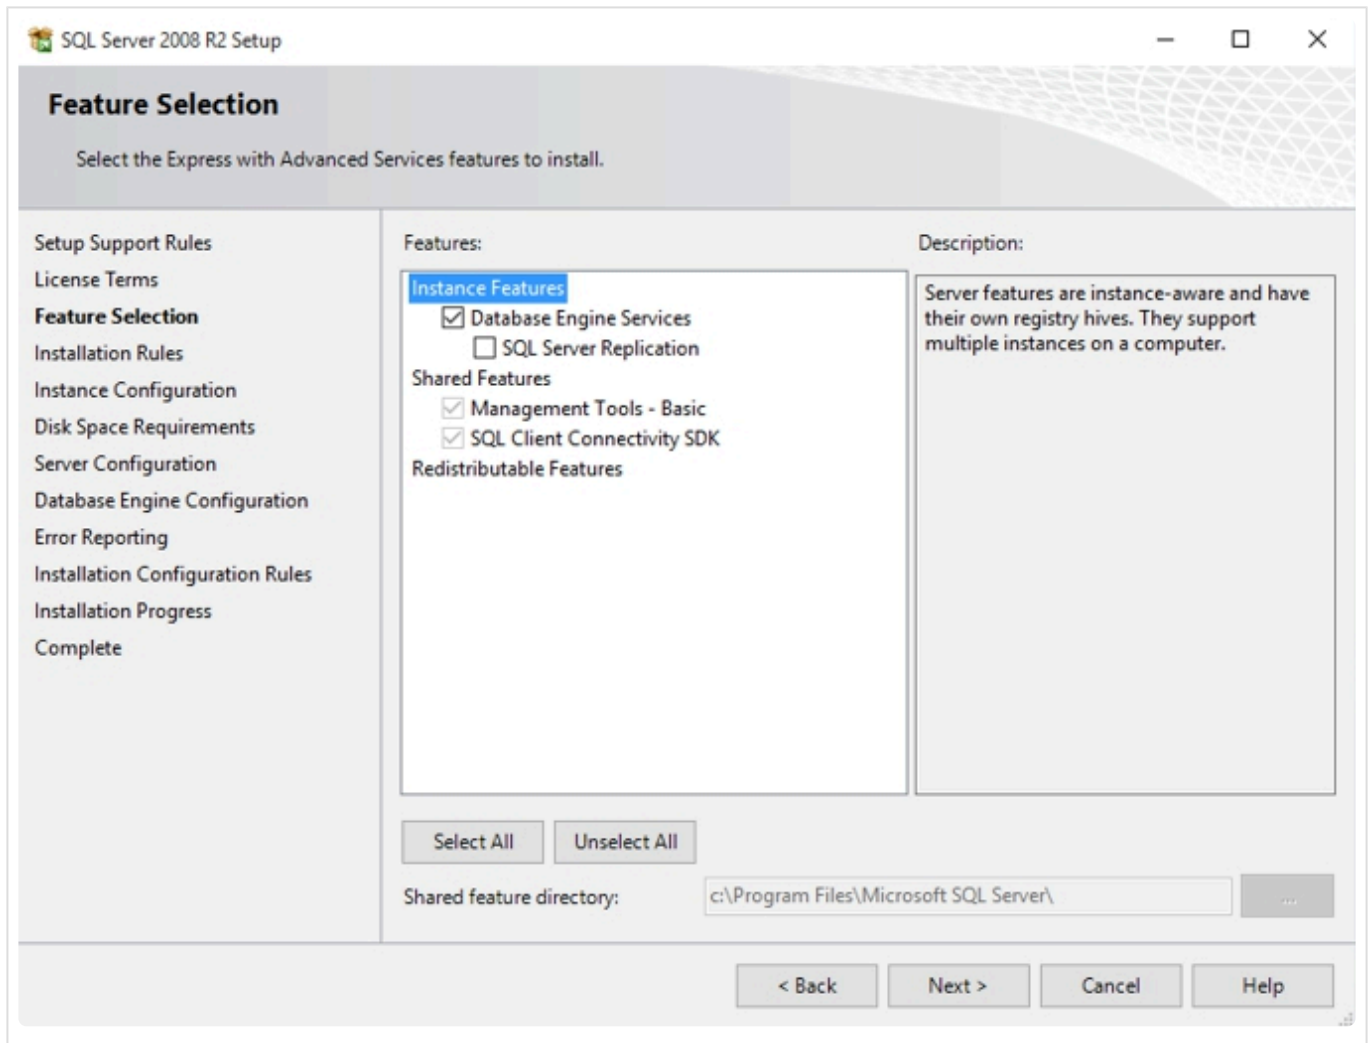 SQL Server 2008 R2 Setup
Feature Selection
Select the Express with Advanced Services features to install.
Setup Support Rules
License Terms
Feature Selection
Installation Rules
Instance Configuration
Disk Space Requirements
Server Configuration
Database Engine Configuration
Error Reporting
Installation Configuration Rules
Installation Progress
Complete
Features:
Instance Features
Database Engine Services
SQL Server Replication
Shared Features
Management Tools - Basic
SQL Client Connectivity SDK
Redistributable Features
Description:
Server features are instance-aware and have
their own registry hives. They support
multiple instances on a computer.
Select All
Unselect All
Shared feature directory:
c:\Program Files\Microsoft SQL Server\
...
< Back
Next >
Cancel
Help